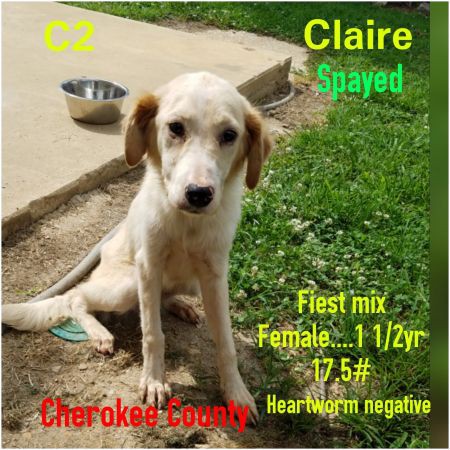 C2
Claire
Spayed
Fiest mix
Female....1 1/2yr
17.5#
Heartworm negative
Cherokee County